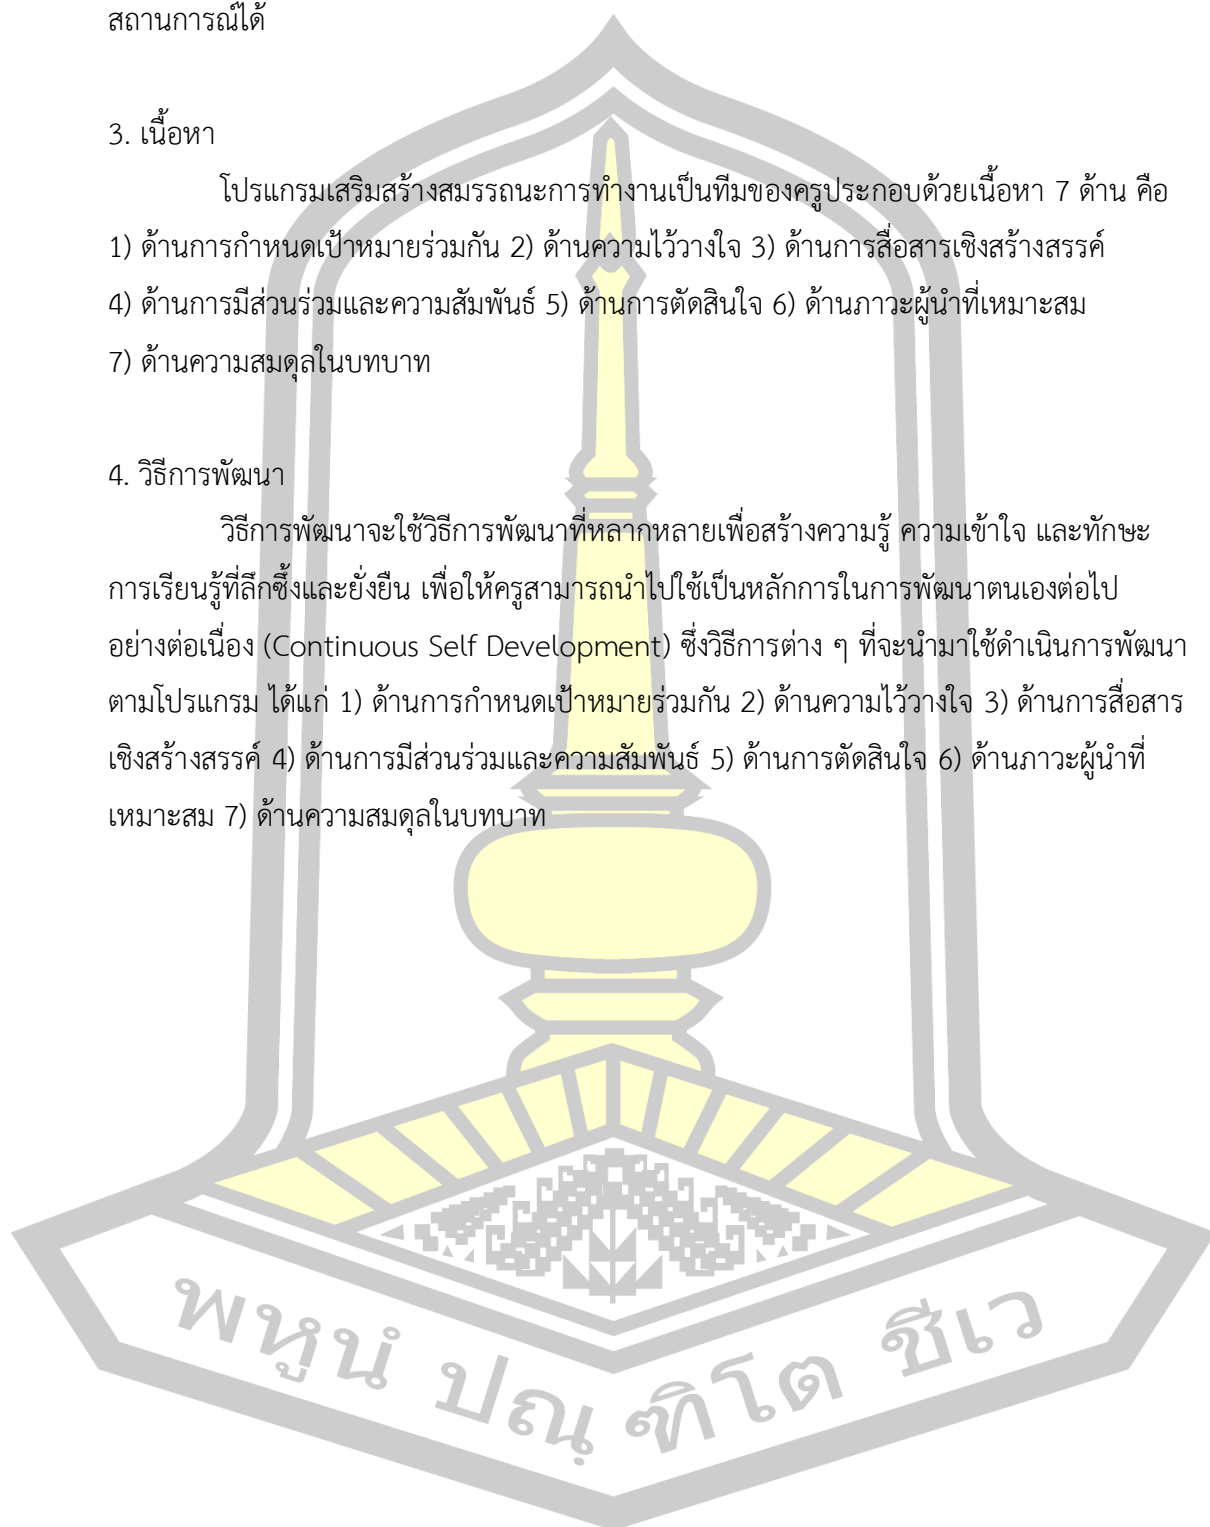 สถานการณ์ได้
3. เนื้อหา
โปรแกรมเสริมสร้างสมรรถนะการทำงานเป็นทีมของครูประกอบด้วยเนื้อหา 7 ด้าน คือ
1) ด้านการกำหนดเป้าหมายร่วมกัน 2) ด้านความไว้วางใจ 3) ด้านการสื่อสารเชิงสร้างสรรค์
4) ด้านการมีส่วนร่วมและความสัมพันธ์ 5) ด้านการตัดสินใจ 6) ด้านภาวะผู้นำที่เหมาะสม
7) ด้านความสมดุลในบทบาท
4. วิธีการพัฒนา
วิธีการพัฒนาจะใช้วิธีการพัฒนาที่หลากหลายเพื่อสร้างความรู้ ความเข้าใจ และทักษะ
การเรียนรู้ที่ลึกซึ้งและยั่งยืน เพื่อให้ครูสามารถนำไปใช้เป็นหลักการในการพัฒนาตนเองต่อไป
อย่างต่อเนื่อง (Continuous Self Development) ซึ่งวิธีการต่าง ๆ ที่จะนำมาใช้ดำเนินการพัฒนา
ตามโปรแกรม ได้แก่ 1) ด้านการกำหนดเป้าหมายร่วมกัน 2) ด้านความไว้วางใจ 3) ด้านการสื่อสาร
เชิงสร้างสรรค์ 4) ด้านการมีส่วนร่วมและความสัมพันธ์ 5) ด้านการตัดสินใจ 6) ด้านภาวะผู้นำที่
เหมาะสม 7) ด้านความสมดุลในบทบาท
พหูนํ ปณฺฑิโต ชีเว